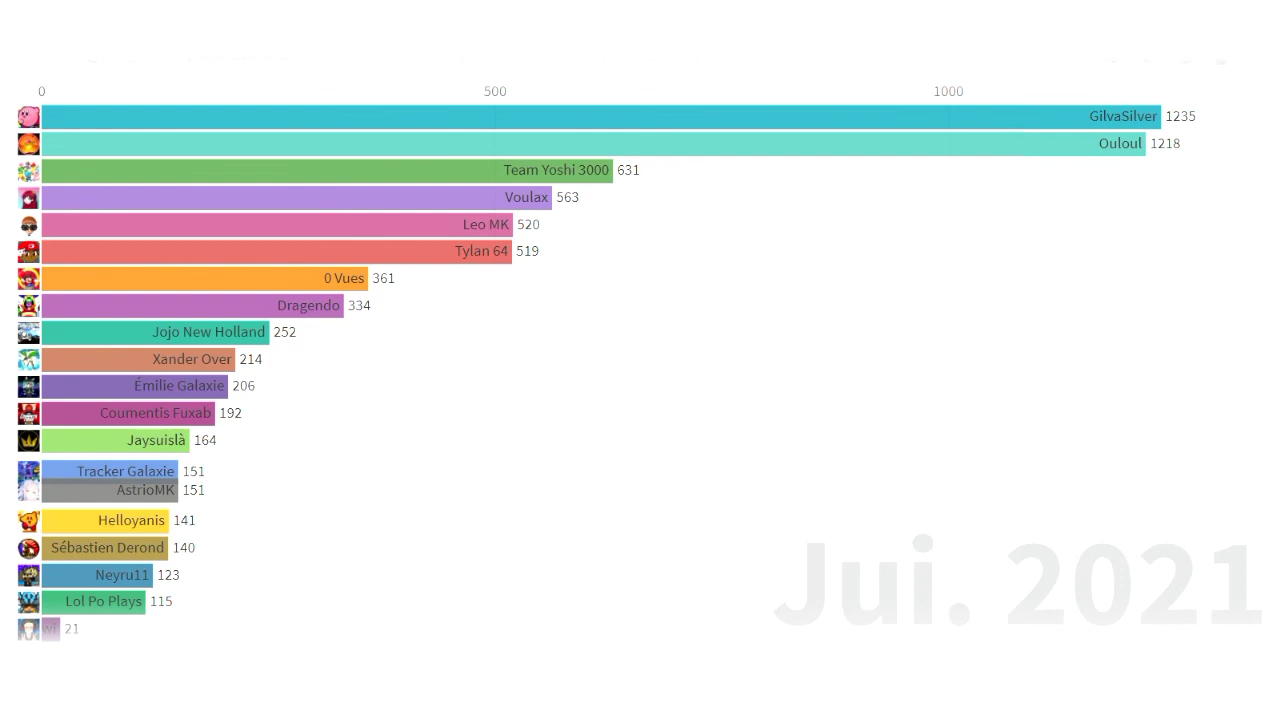 0 500 1000
GilvaSilver 1235
Ouloul 1218
Team Yoshi 3000 631
Voulax 563
Leo MK 520
Tylan 64 519
0 Vues 361
Dragendo 334
Jojo New Holland 252
Xander Over 214
Émilie Galaxie 206
Coumentis Fuxab 192
Jaysuislà 164
Tracker Galaxie 151
AstrioMK 151
Helloyanis 141
Sébastien Derond 140
Neyru11 123
Lol Po Plays 115
21
Jui. 2021